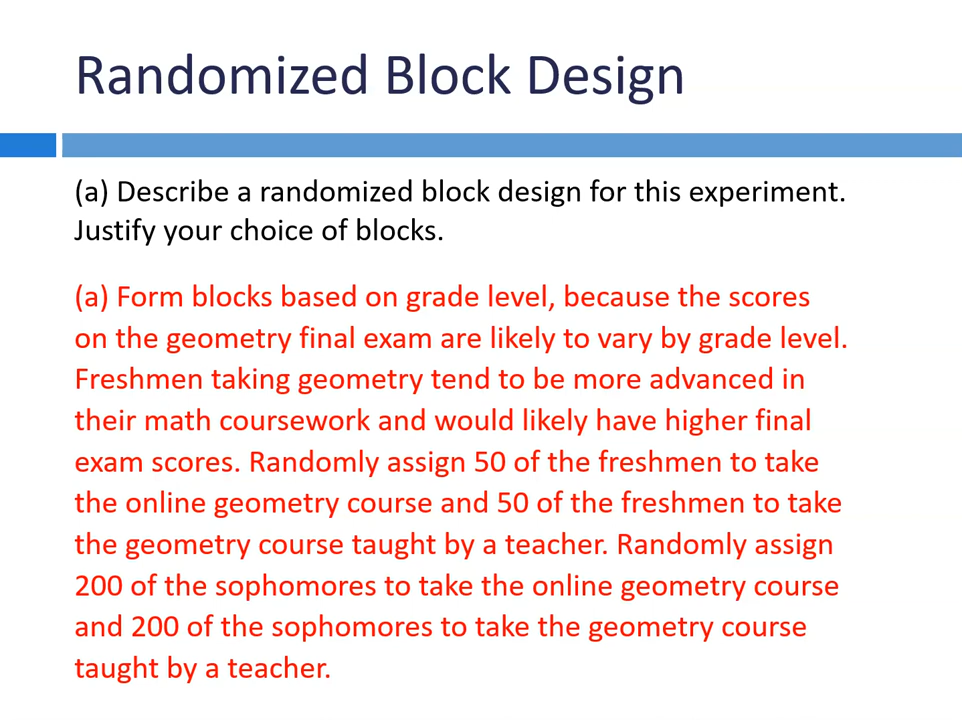 Randomized Block Design
(a) Describe a randomized block design for this experiment.
Justify your choice of blocks.
(a) Form blocks based on grade level, because the scores
on the geometry final exam are likely to vary by grade level.
Freshmen taking geometry tend to be more advanced in
their math coursework and would likely have higher final
exam scores. Randomly assign 50 of the freshmen to take
the online geometry course and 50 of the freshmen to take
the geometry course taught by a teacher. Randomly assign
200 of the sophomores to take the online geometry course
and 200 of the sophomores to take the geometry course
taught by a teacher.